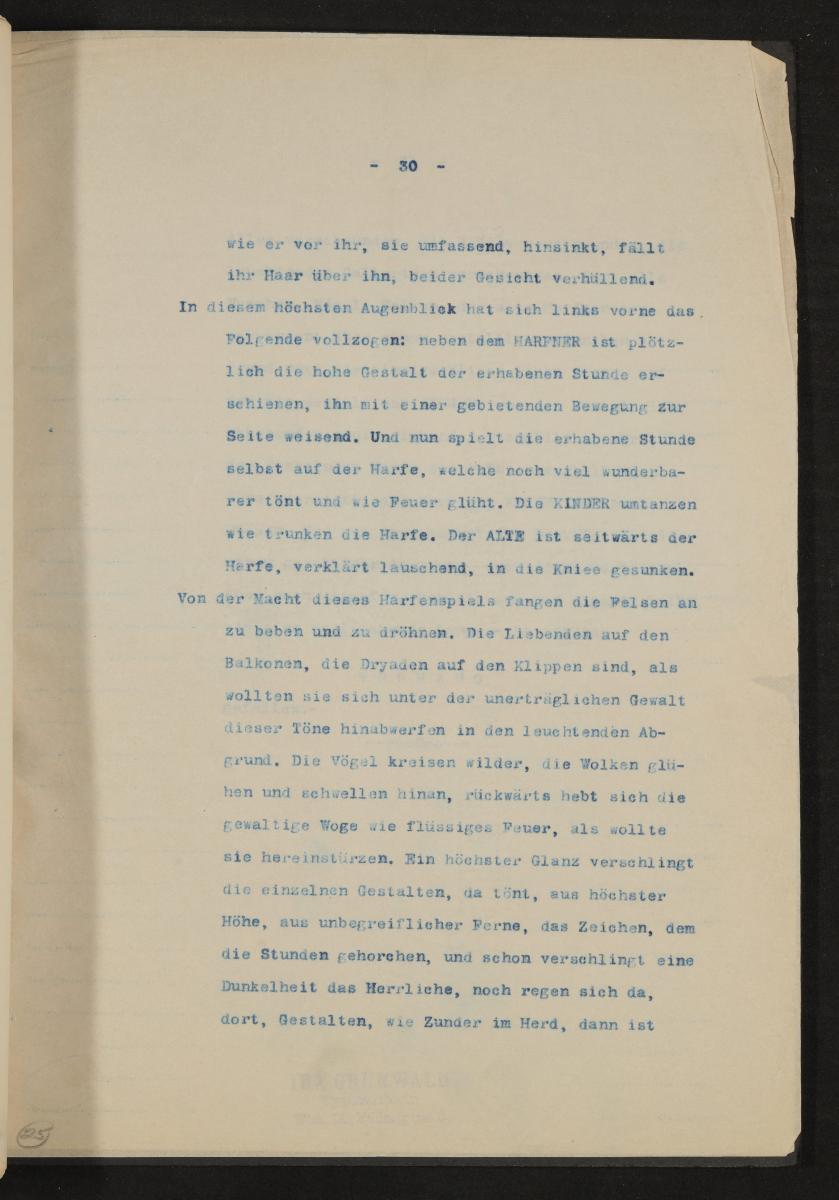 - 30 -
wie er vor ihr, sie umfassend, hinsinkt, fällt
ihr Haar über ihn, beider Gesicht verhüllend.
In diesem höchsten Augenblick hat sich links vorne das
Folgende vollzogen: neben dem HARFNER ist plötz-
lich die hohe Gestalt der erhabenen Stunde er-
schienen, ihn mit einer gebietenden Bewegung zur
Seite weisend. Und nun spielt die erhabene Stunde
selbst auf der Harfe, welche noch viel wunderba-
rer tönt und wie Feuer glüht. Die KINDER umtanzen
wie trunken die Harfe. Der ALTE ist seitwärts der
Harfe, verklärt lauschend, in die Kniee gesunken.
Von der Macht dieses Harfenspiels fangen die Felsen an
zu beben und zu dröhnen. Die Liebenden auf den
Balkonen, die Dryaden auf den Klippen sind, als
wollten sie sich unter der unerträglichen Gewalt
dieser Töne hinabwerfen in den leuchtenden Ab-
grund. Die Vögel kreisen wilder, die Wolken glü-
hen und schwellen hinan, rückwärts hebt sich die
gewaltige Woge wie flüssiges Feuer, als wollte
sie hereinstürzen. Ein höchster Glanz verschlingt
die einzelnen Gestalten, da tönt, aus höchster
Höhe, aus unbegreiflicher Ferne, das Zeichen, dem
die Stunden gehorchen, und schon verschlingt eine
Dunkelheit das Herrliche, noch regen sich da,
dort, Gestalten, wie Zunder im Herd, dann ist
25